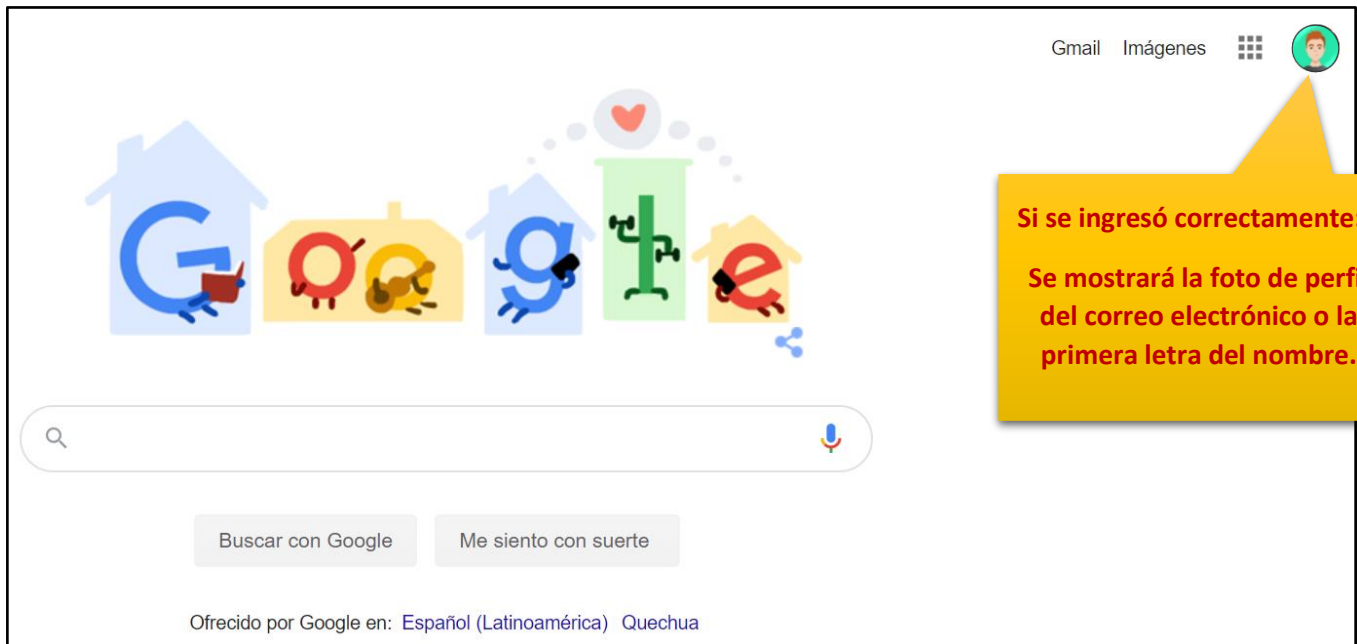 Gmail Imágenes
Google
Si se ingresó correctamente:
Se mostrará la foto de perfi
del correo electrónico o la
primera letra del nombre.
Buscar con Google Me siento con suerte
Ofrecido por Google en: Español (Latinoamérica) Quechua